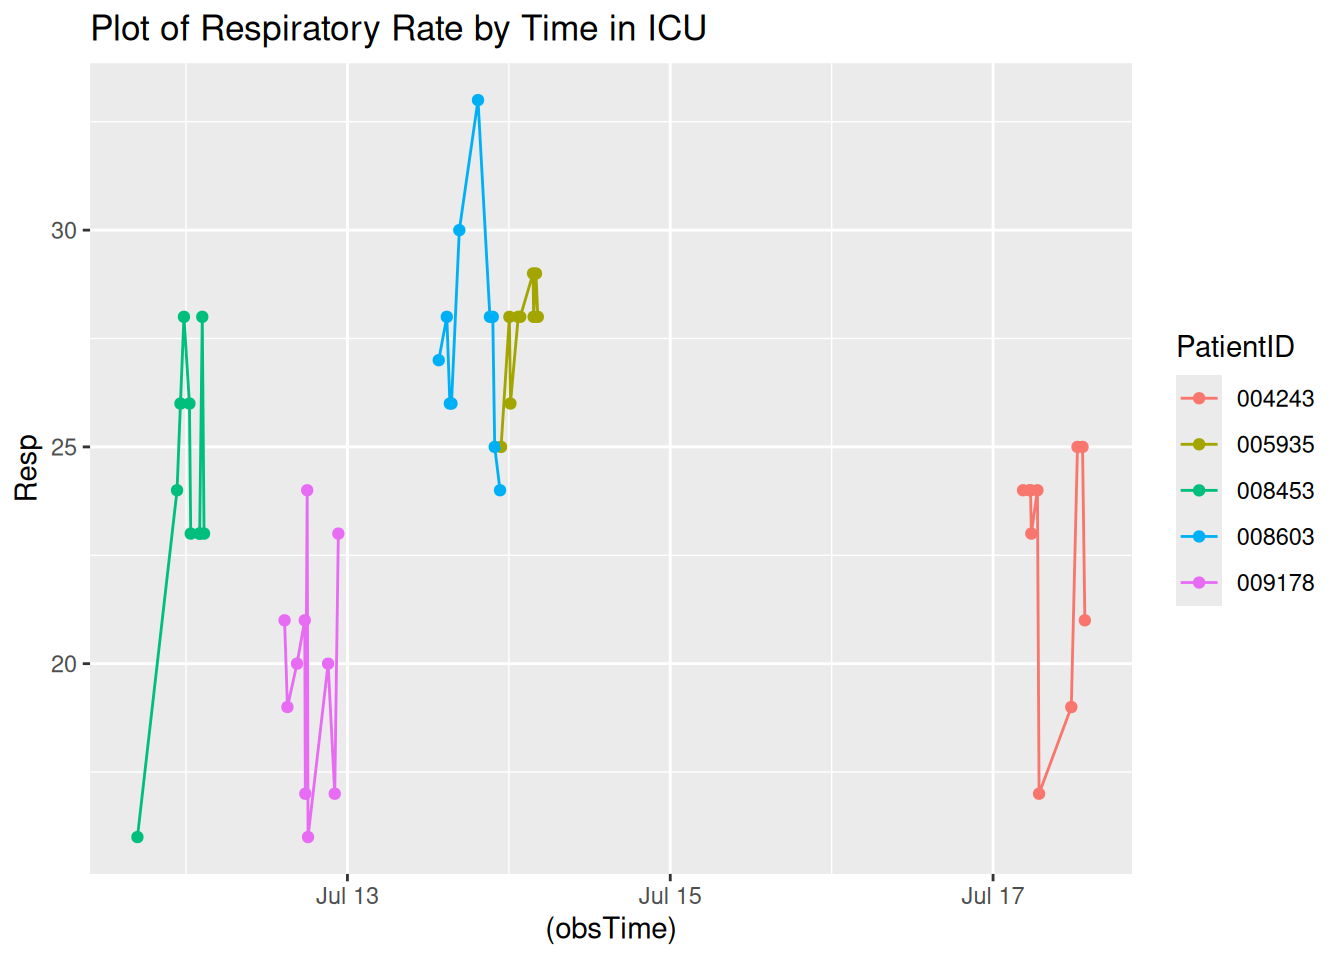 Plot of Respiratory Rate by Time in ICU
Resp
30
25
20
Jul 13
Jul 15
Jul 17
(obsTime)
PatientID
004243
005935
008453
008603
009178